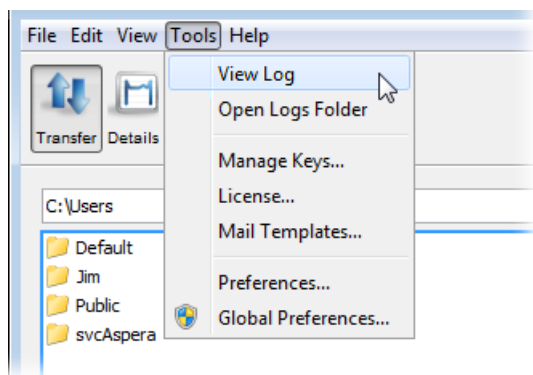 File Edit View Tools Help
View Log
Open Logs Folder
Transfer Details
Manage Keys...
License...
C:\Users
Mail Templates...
Default
Jim
Preferences...
Public
Global Preferences...
svcAspera